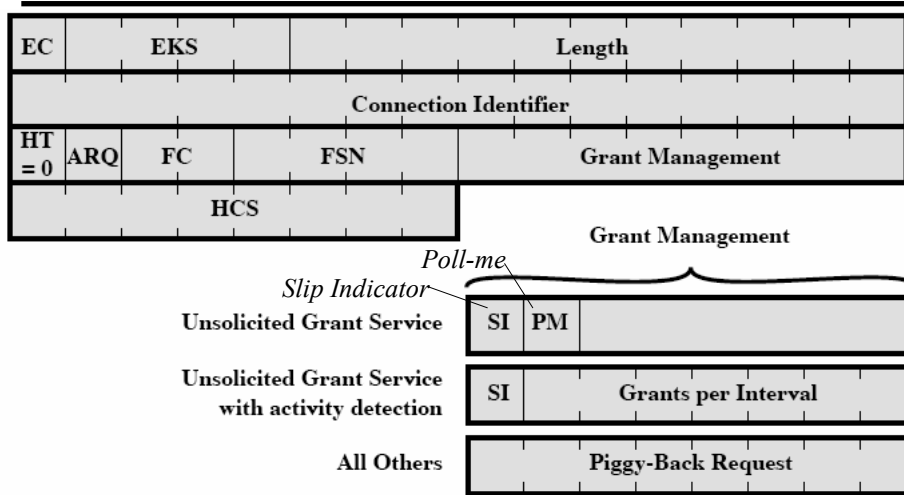 EC EKS Length
Connection Identifier
HT = 0 ARQ FC FSN Grant Management
HCS
Grant Management
Poll-me
Slip Indicator
Unsolicited Grant Service SI PM
Unsolicited Grant Service
with activity detection SI Grants per Interval
All Others Piggy-Back Request